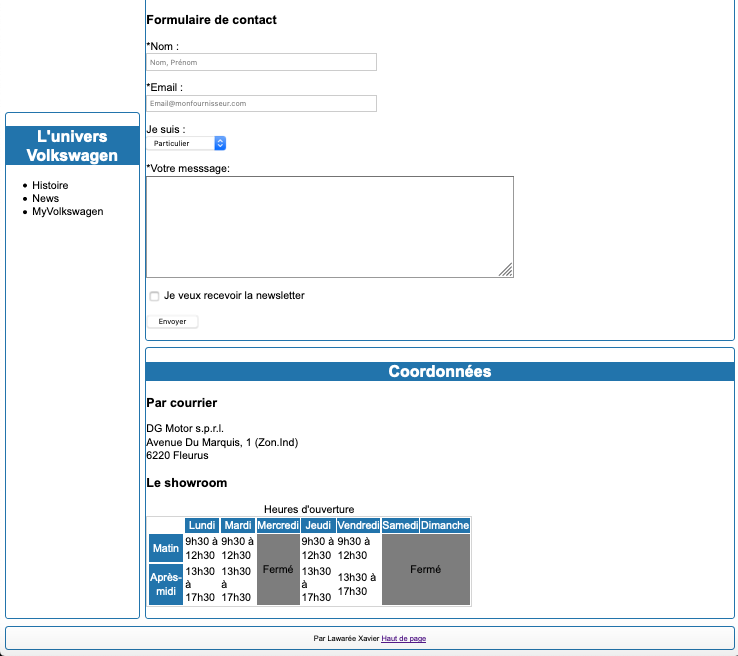 Formulaire de contact
*Nom :
Nom, Prénom
*Email :
Email@monfournisseur.com
Je suis :
Particulier
*Votre messsage:
Je veux recevoir la newsletter
Envoyer
L'univers
Volkswagen
Histoire
News
MyVolkswagen
Coordonnées
Par courrier
DG Motor s.p.r.l.
Avenue Du Marquis, 1 (Zon.Ind)
6220 Fleurus
Le showroom
Heures d'ouverture
Lundi Mardi Mercredi Jeudi Vendredi Samedi Dimanche
Matin 9h30 à 12h30 9h30 à 12h30 Fermé 9h30 à 12h30 9h30 à 12h30 Fermé
Après-midi 13h30 à 17h30 13h30 à 17h30 13h30 à 17h30 13h30 à 17h30
Par Lawarée Xavier Haut de page